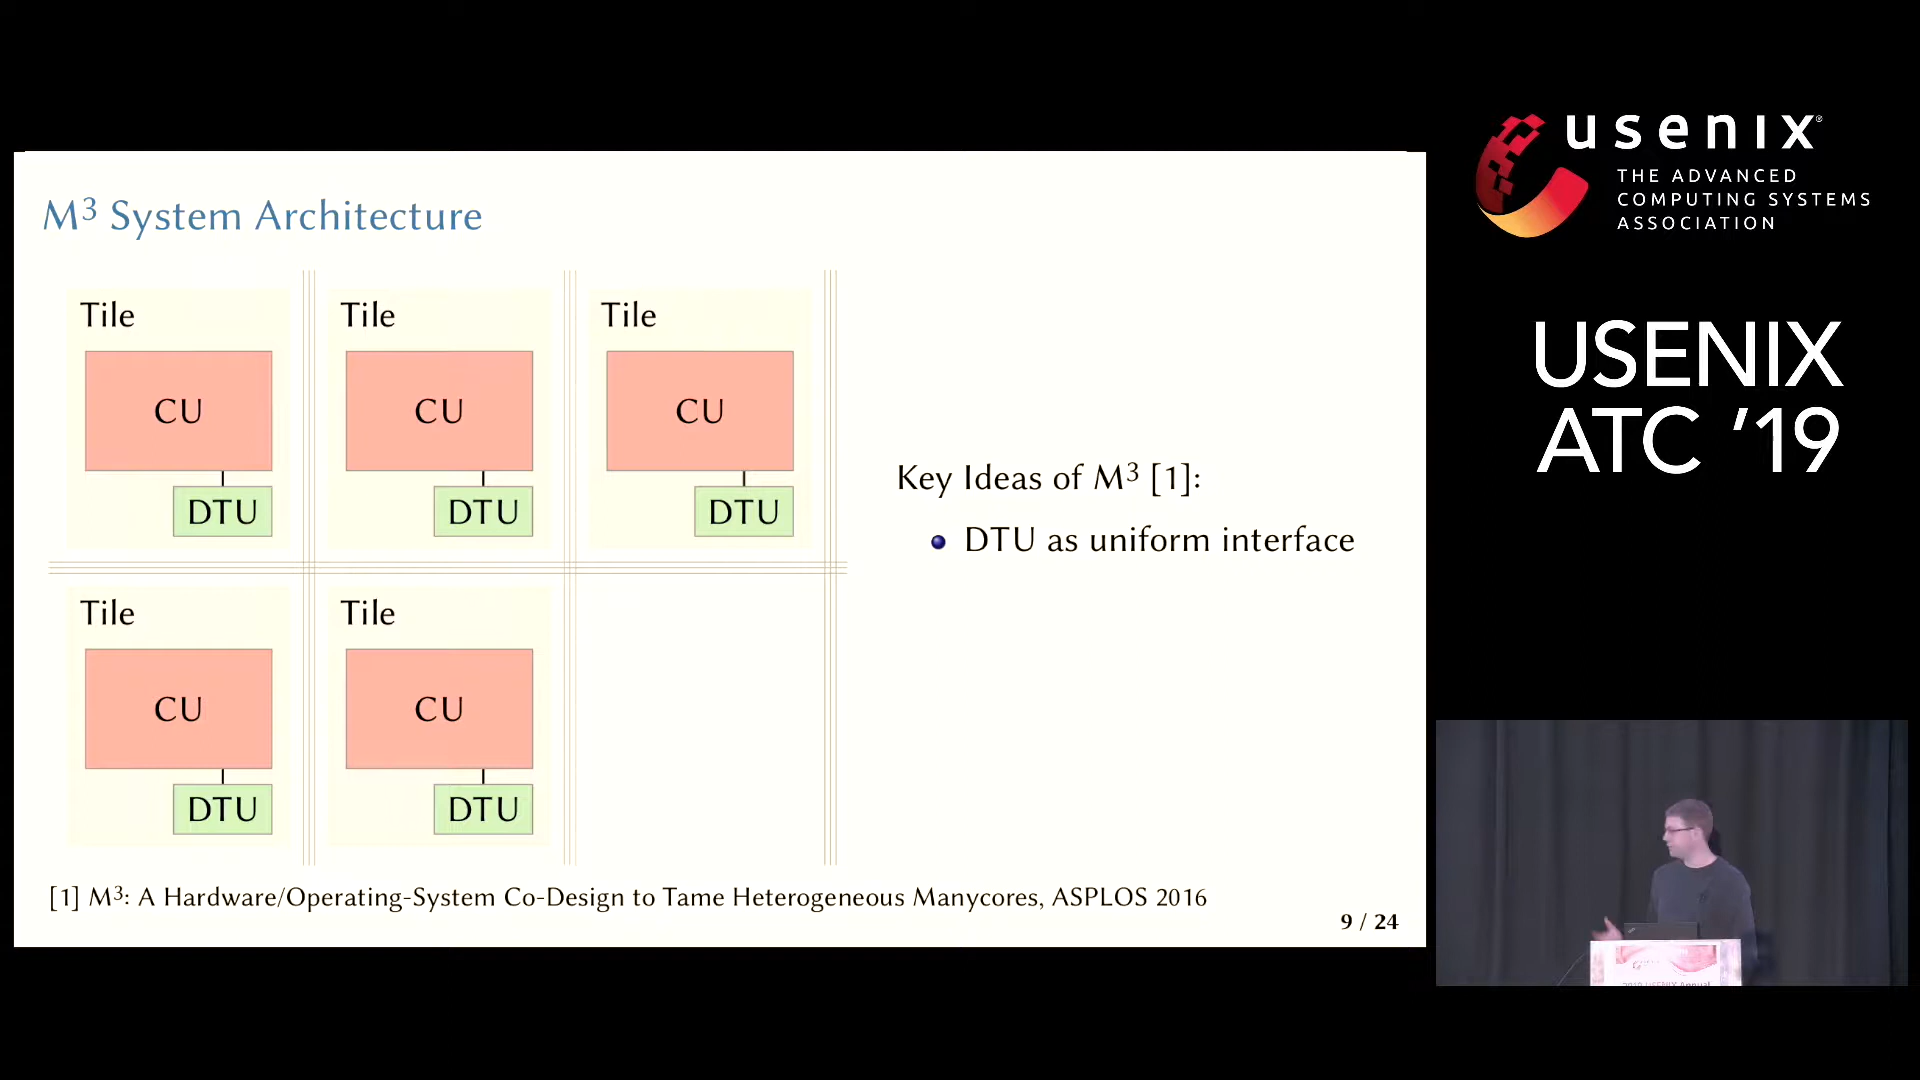 M³ System Architecture
Tile
Tile
Tile
CU
CU
CU
DTU
DTU
DTU
Tile
Tile
CU
CU
DTU
DTU
Key Ideas of M³ [1]:
DTU as uniform interface
[1] M³: A Hardware/Operating-System Co-Design to Tame Heterogeneous Manycores, ASPLOS 2016
9 / 24
usenix®
THE ADVANCED
COMPUTING SYSTEMS
ASSOCIATION
USENIX
ATC '19